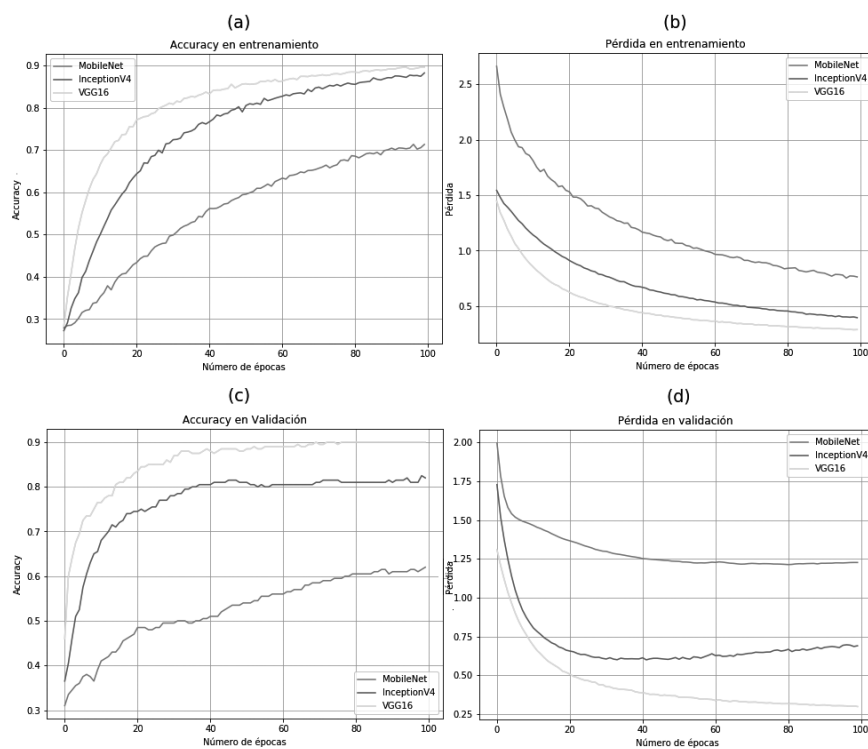 (a)
Accuracy en entrenamiento
0.9
0.8
0.7
0.6
0.5
0.4
0.3
Accuracy
MobileNet
InceptionV4
VGG16
0 20 40 60 80 100
Número de épocas
(b)
Pérdida en entrenamiento
2.5
2.0
1.5
1.0
0.5
Pérdida
MobileNet
InceptionV4
VGG16
0 20 40 60 80 100
Número de épocas
(c)
Accuracy en Validación
0.9
0.8
0.7
0.6
0.5
0.4
0.3
Accuracy
MobileNet
InceptionV4
VGG16
0 20 40 60 80 100
Número de épocas
(d)
Pérdida en validación
2.00
1.75
1.50
1.25
1.00
0.75
0.50
0.25
Pérdida
MobileNet
InceptionV4
VGG16
0 20 40 60 80 100
Número de épocas